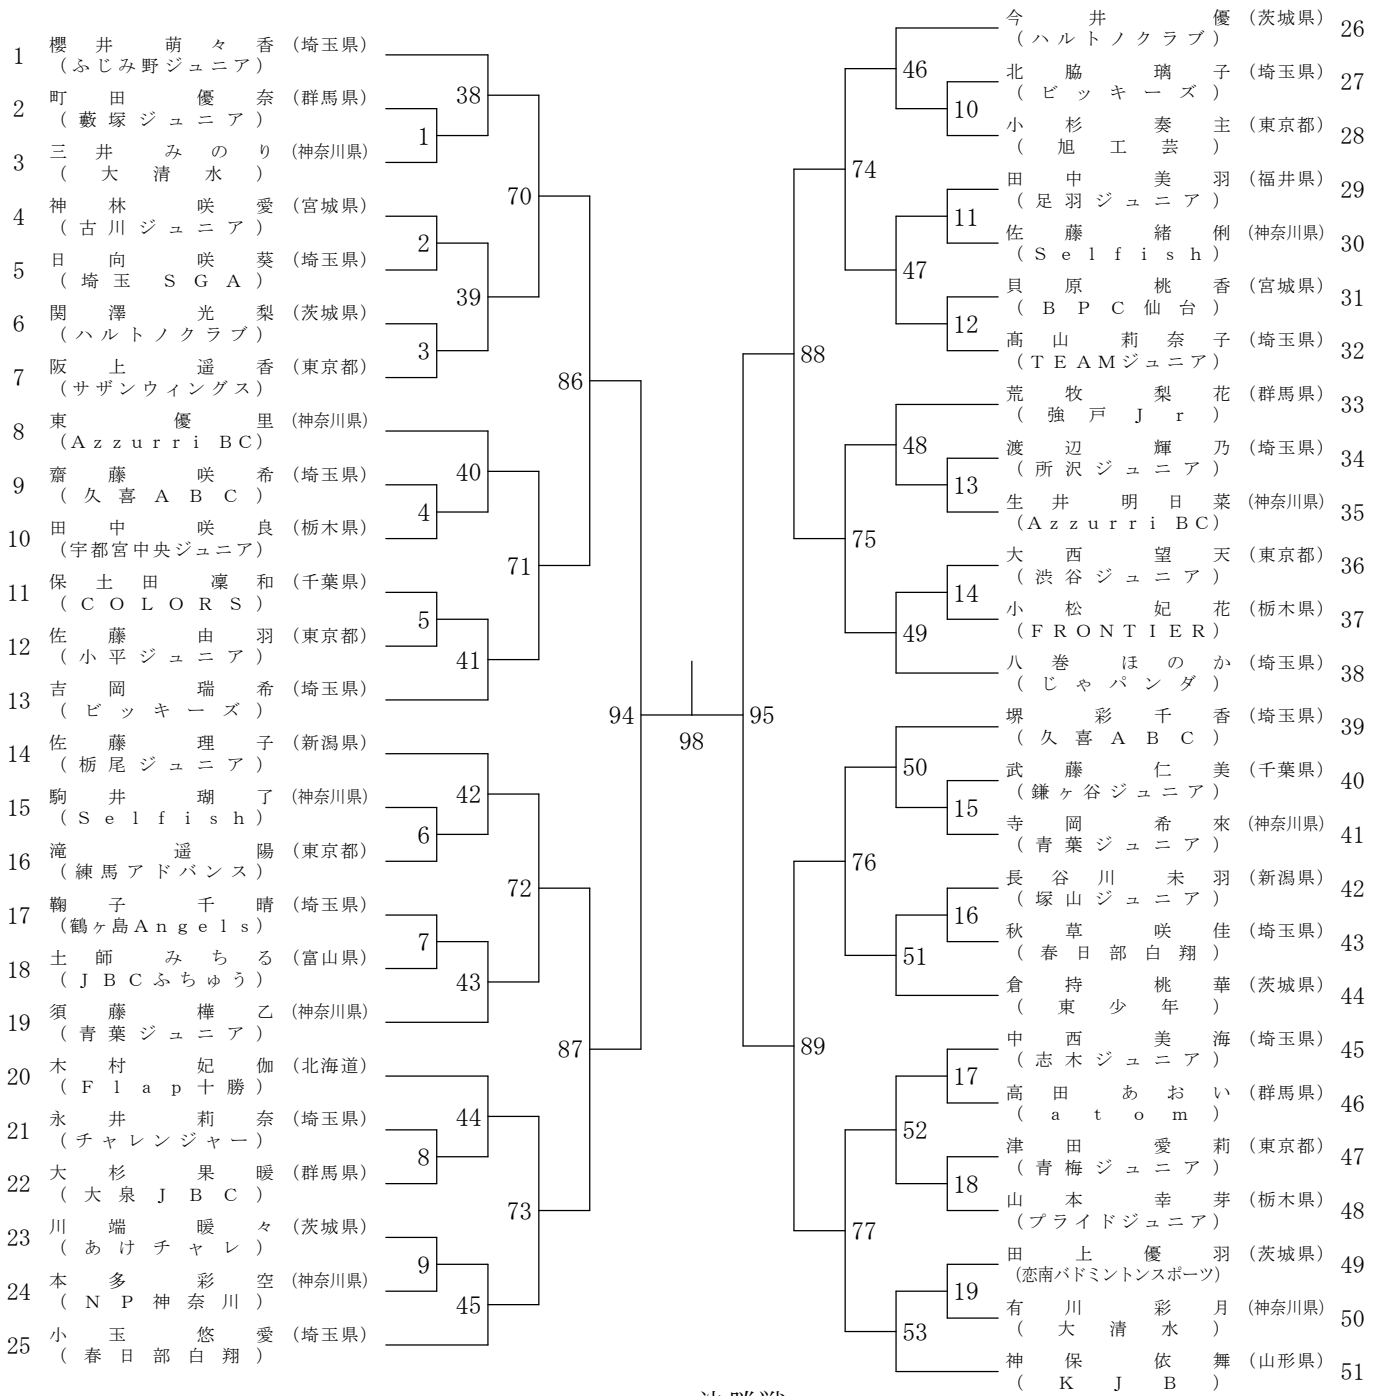 1 櫻井萌々香 (埼玉県)
(ふじみ野ジュニア)
2 町田優奈 (群馬県)
(藪塚ジュニア)
3 三井みのり (神奈川県)
(大清水)
4 神林咲愛 (宮城県)
(古川ジュニア)
5 日向咲葵 (埼玉県)
(埼玉 SGA)
6 関澤光梨 (茨城県)
(ハルトノクラブ)
7 阪上遥香 (東京都)
(サザンウィングス)
8 東優里 (神奈川県)
(Azzurri BC)
9 齋藤咲希 (埼玉県)
(久喜ABC)
10 田中咲良 (栃木県)
(宇都宮中央ジュニア)
11 保土田凜和 (千葉県)
(COLORS)
12 佐藤由羽 (東京都)
(小平ジュニア)
13 吉岡瑞希 (埼玉県)
(ビッキーズ)
14 佐藤理子 (新潟県)
(栃尾ジュニア)
15 駒井瑚了 (神奈川県)
(Selfish)
16 滝遥陽 (東京都)
(練馬アドバンス)
17 鞠子千晴 (埼玉県)
(鶴ヶ島Angels)
18 土師みちる (富山県)
(JBCふちゅう)
19 須藤樺乙 (神奈川県)
(青葉ジュニア)
20 木村妃伽 (北海道)
(Flap十勝)
21 永井莉奈 (埼玉県)
(チャレンジャー)
22 大杉果暖 (群馬県)
(大泉JBC)
23 川端暖々 (茨城県)
(あけチャレ)
24 本多彩空 (神奈川県)
(NP神奈川)
25 小玉悠愛 (埼玉県)
(春日部白翔)
1
2
3
4
5
6
7
8
9
38
39
40
41
42
43
44
45
70
71
72
73
86
87
94
98
95
88
89
74
75
76
77
46
47
48
49
50
51
52
53
10
11
12
13
14
15
16
17
18
19
今井優 (茨城県) 26
(ハルトノクラブ)
北脇璃子 (埼玉県) 27
(ビッキーズ)
小杉奏主 (東京都) 28
(旭工芸)
田中美羽 (福井県) 29
(足羽ジュニア)
佐藤緒俐 (神奈川県) 30
(Selfish)
貝原桃香 (宮城県) 31
(BPC仙台)
髙山莉奈子 (埼玉県) 32
(TEAMジュニア)
荒牧梨花 (群馬県) 33
(強戸Jr)
渡辺輝乃 (埼玉県) 34
(所沢ジュニア)
生井明日菜 (神奈川県) 35
(Azzurri BC)
大西望天 (東京都) 36
(渋谷ジュニア)
小松妃花 (栃木県) 37
(FRONTIER)
八巻ほのか (埼玉県) 38
(じゃパンダ)
堺彩千香 (埼玉県) 39
(久喜ABC)
武藤仁美 (千葉県) 40
(鎌ヶ谷ジュニア)
寺岡希來 (神奈川県) 41
(青葉ジュニア)
長谷川未羽 (新潟県) 42
(塚山ジュニア)
秋草咲佳 (埼玉県) 43
(春日部白翔)
倉持桃華 (茨城県) 44
(東少年)
中西美海 (埼玉県) 45
(志木ジュニア)
高田あおい (群馬県) 46
(atom)
津田愛莉 (東京都) 47
(青梅ジュニア)
山本幸芽 (栃木県) 48
(プライドジュニア)
田上優羽 (茨城県) 49
(恋南バドミントンスポーツ)
有川彩月 (神奈川県) 50
(大清水)
神保依舞 (山形県) 51
(KJB)